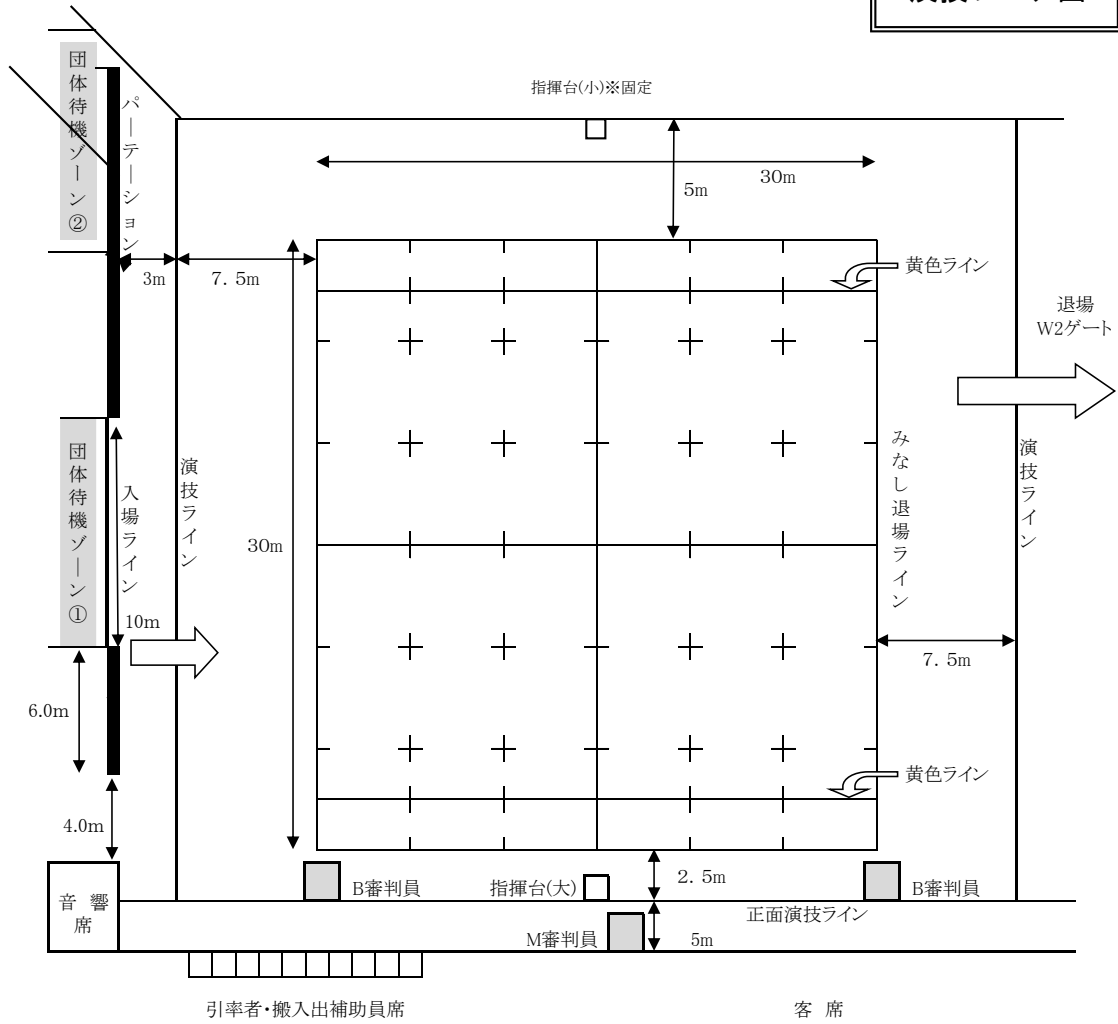 団体待機ゾーン②
パーテーション
指揮台(小)※固定
30m
5m
3m
7.5m
黄色ライン
退場
W2ゲート
団体待機ゾーン①
入場ライン
演技ライン
30m
みなし退場ライン
演技ライン
10m
7.5m
6.0m
黄色ライン
4.0m
音響
席
B審判員
指揮台(大)
2.5m
B審判員
正面演技ライン
M審判員
5m
引率者・搬入出補助員席
客席